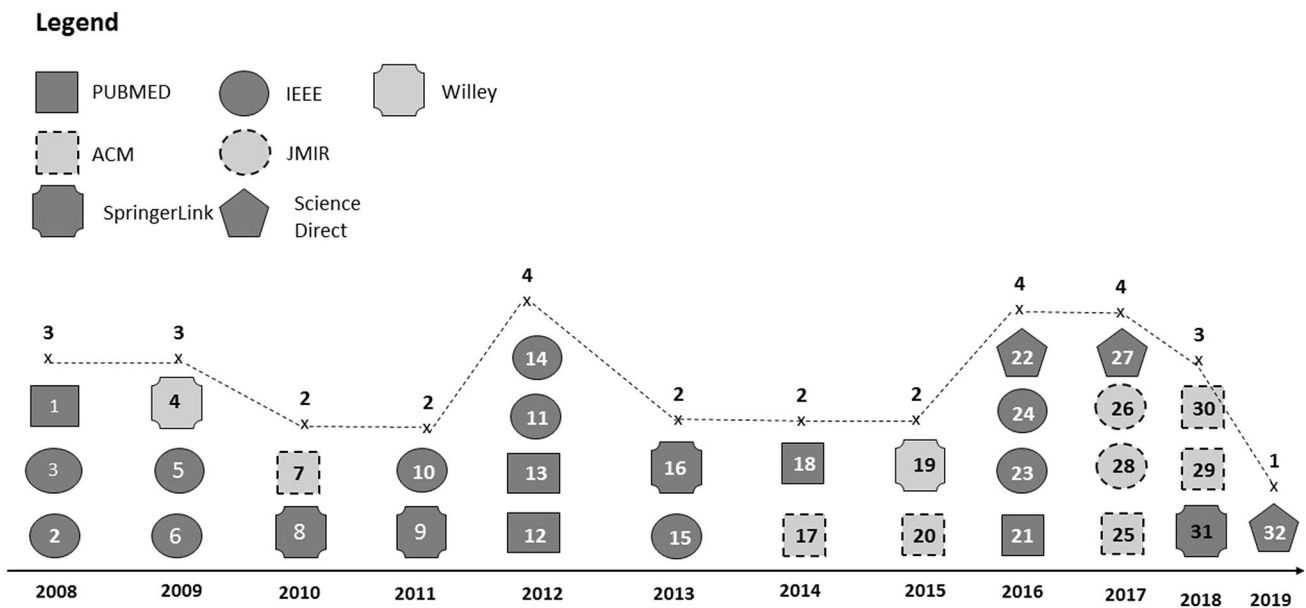 Legend
PUBMED IEEE Willey
ACM JMIR
SpringerLink Science
Direct
4 4 4
3 3 3
2 2 2 2 2
1
x x x x x x x x x x x x
14 22 27
1 4 11 24 26 30
3 5 7 10 13 16 18 19 23 28 29
2 6 8 9 12 15 17 20 21 25 31 32
2008 2009 2010 2011 2012 2013 2014 2015 2016 2017 2018 2019